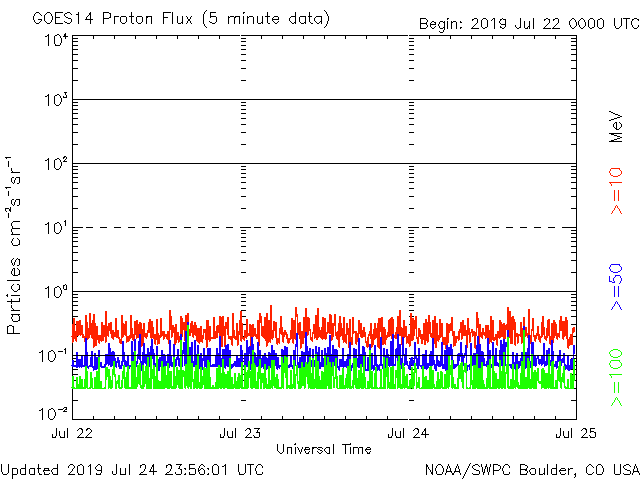 GOES14 Proton Flux (5 minute data)
Begin: 2019 Jul 22 0000 UTC
10⁴
10³
10²
10¹
10⁰
10⁻¹
10⁻²
Particles cm⁻²s⁻¹sr⁻¹
MeV
>=10
>=50
>=100
Jul 22
Jul 23
Jul 24
Jul 25
Universal Time
Updated 2019 Jul 24 23:56:01 UTC
NOAA/SWPC Boulder, CO USA